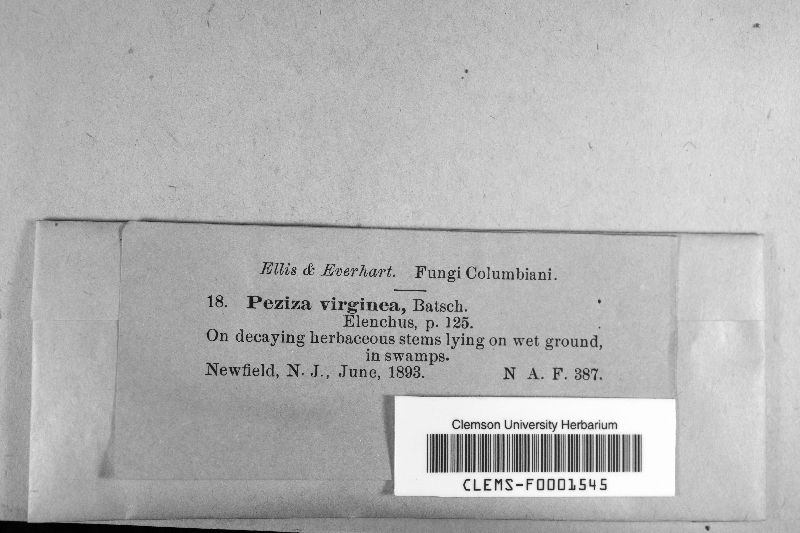 Ellis & Everhart. Fungi Columbiani.
18. Peziza virginea, Batsch.
Elenchus, p. 125.
On decaying herbaceous stems lying on wet ground,
in swamps.
Newfield, N. J., June, 1893. N A. F. 387.
Clemson University Herbarium
CLEMS-F0001545